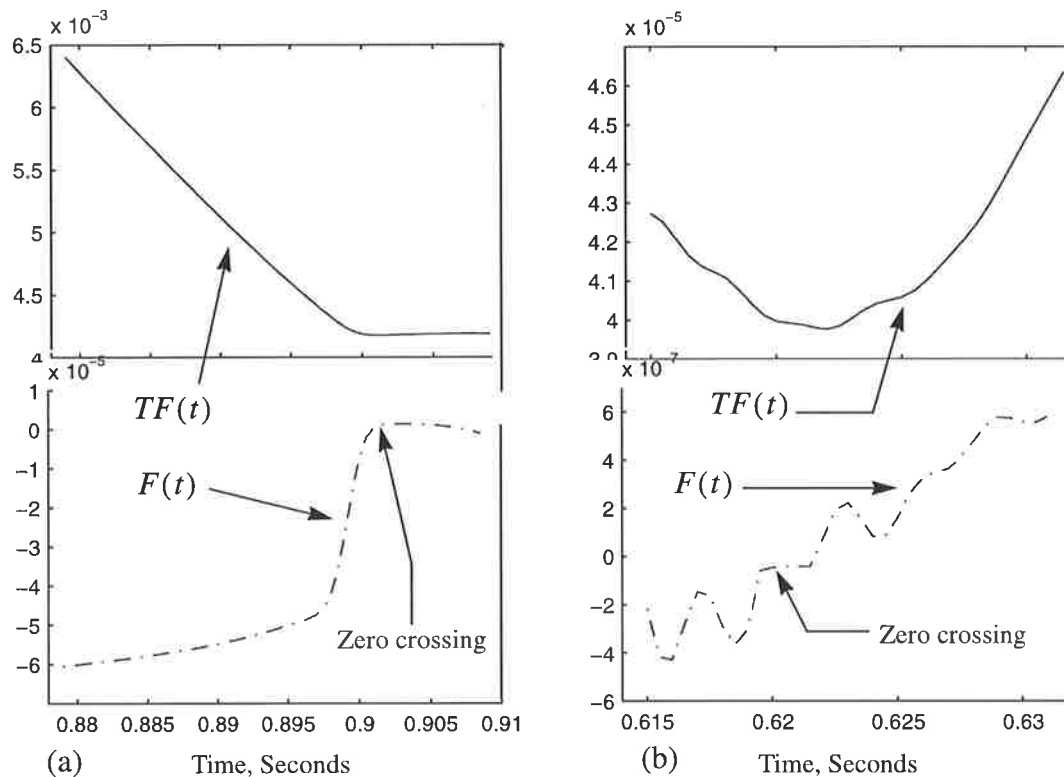 x 10⁻³
6.5
6
5.5
5
4.5
4
x 10⁻⁵
TF(t)
1
0
-1
-2
-3
-4
-5
-6
F(t)
Zero crossing
0.88 0.885 0.89 0.895 0.9 0.905 0.91
(a) Time, Seconds
x 10⁻⁵
4.6
4.5
4.4
4.3
4.2
4.1
4
3.9
x 10⁻⁷
TF(t)
6
4
2
0
-2
-4
-6
F(t)
Zero crossing
0.615 0.62 0.625 0.63
(b) Time, Seconds